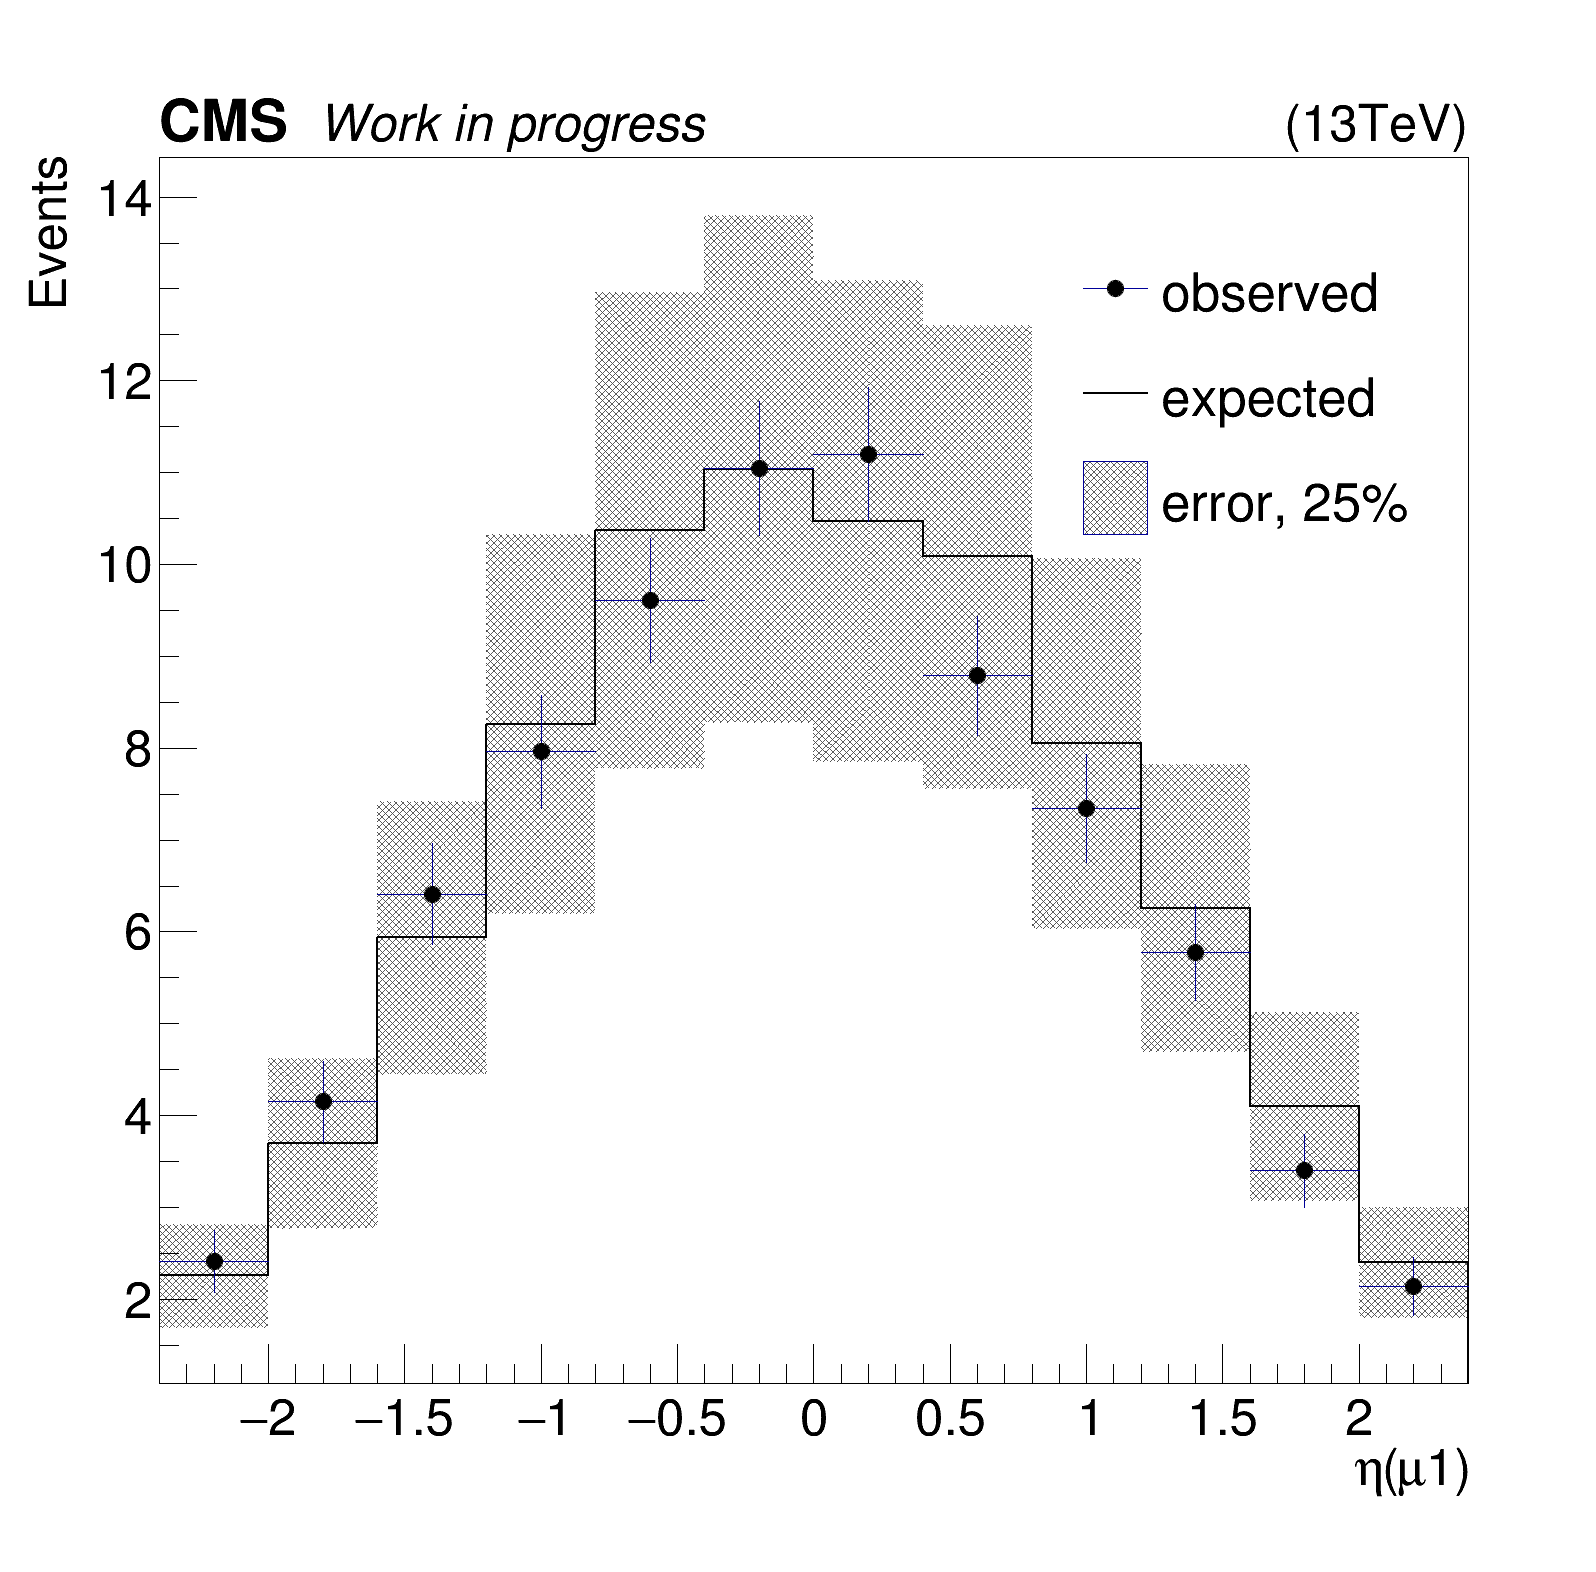 CMS Work in progress (13TeV)
Events
14
12
10
8
6
4
2
observed
expected
error, 25%
−2 −1.5 −1 −0.5 0 0.5 1 1.5 2
η(μ1)